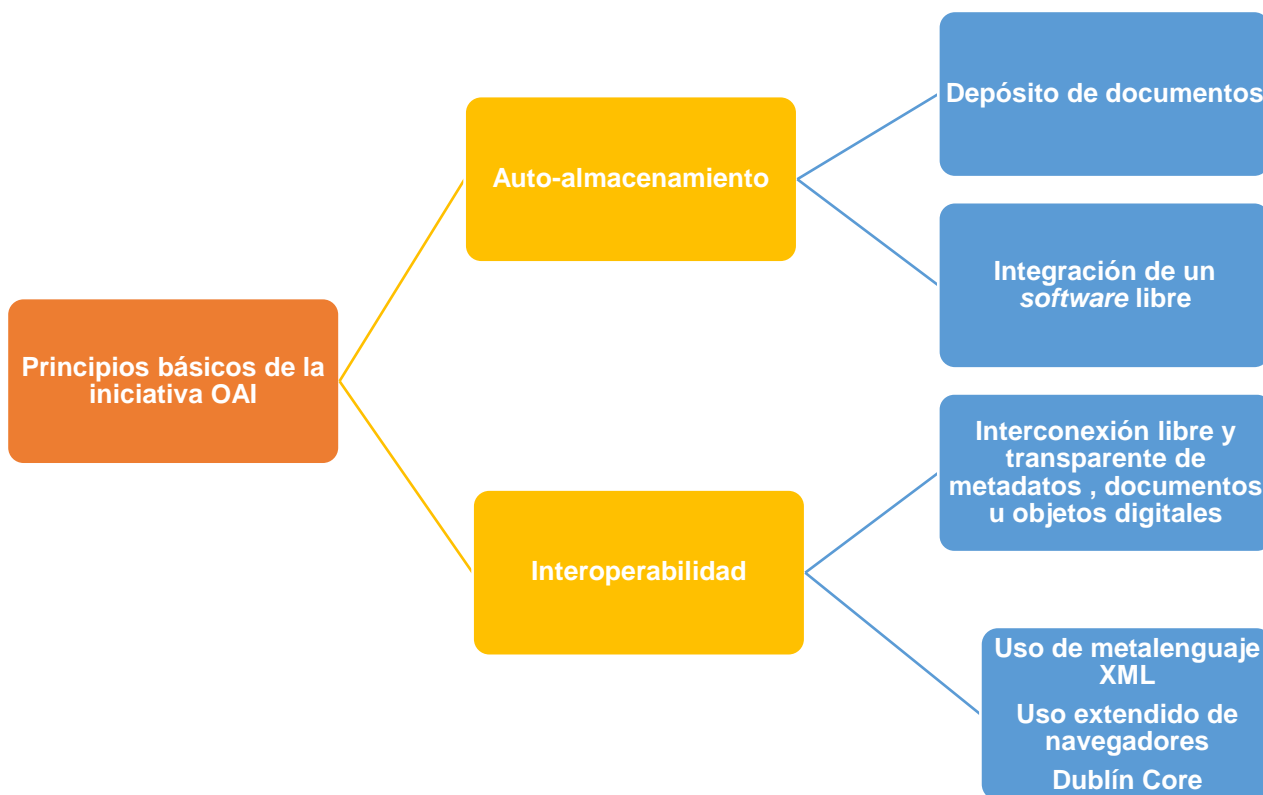 Principios básicos de la
iniciativa OAI
Auto-almacenamiento
Depósito de documentos
Integración de un
software libre
Interoperabilidad
Interconexión libre y
transparente de
metadatos , documentos
u objetos digitales
Uso de metalenguaje
XML
Uso extendido de
navegadores
Dublín Core